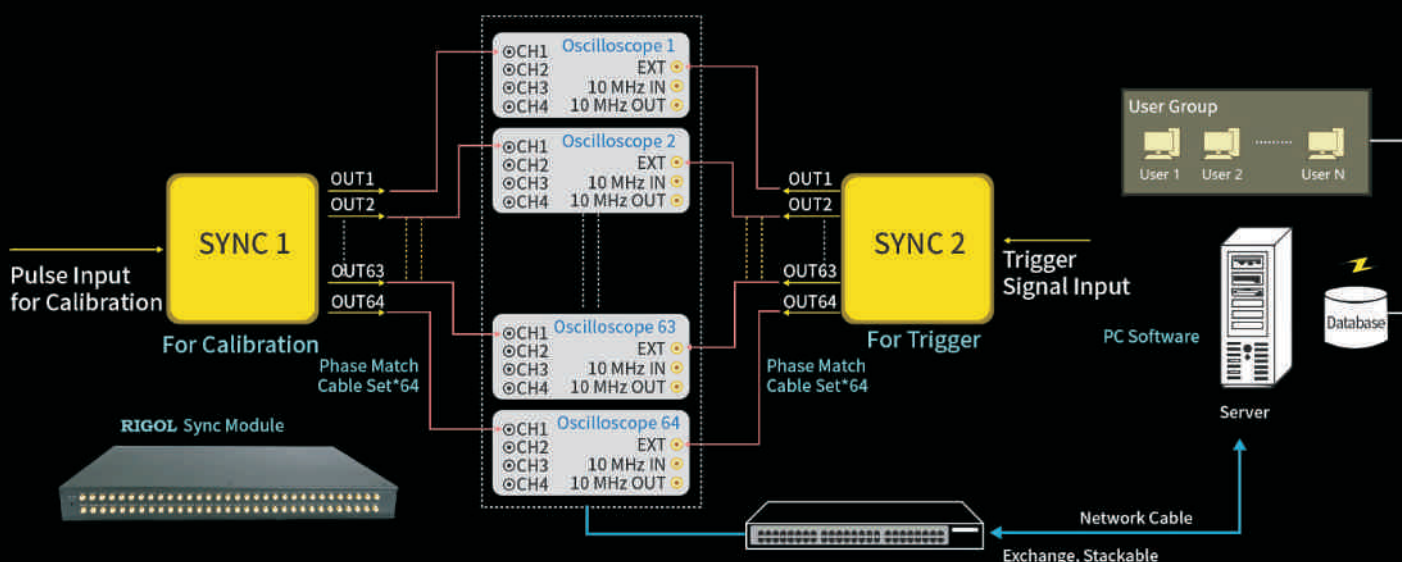 Pulse Input
for Calibration
SYNC 1
For Calibration
OUT1
OUT2
OUT63
OUT64
Phase Match
Cable Set*64
RIGOL Sync Module
Oscilloscope 1
CH1
CH2
CH3
CH4
EXT
10 MHz IN
10 MHz OUT
Oscilloscope 2
CH1
CH2
CH3
CH4
EXT
10 MHz IN
10 MHz OUT
Oscilloscope 63
CH1
CH2
CH3
CH4
EXT
10 MHz IN
10 MHz OUT
Oscilloscope 64
CH1
CH2
CH3
CH4
EXT
10 MHz IN
10 MHz OUT
OUT1
OUT2
OUT63
OUT64
Phase Match
Cable Set*64
SYNC 2
For Trigger
Trigger
Signal Input
User Group
User 1
User 2
User N
PC Software
Server
Database
Network Cable
Exchange, Stackable